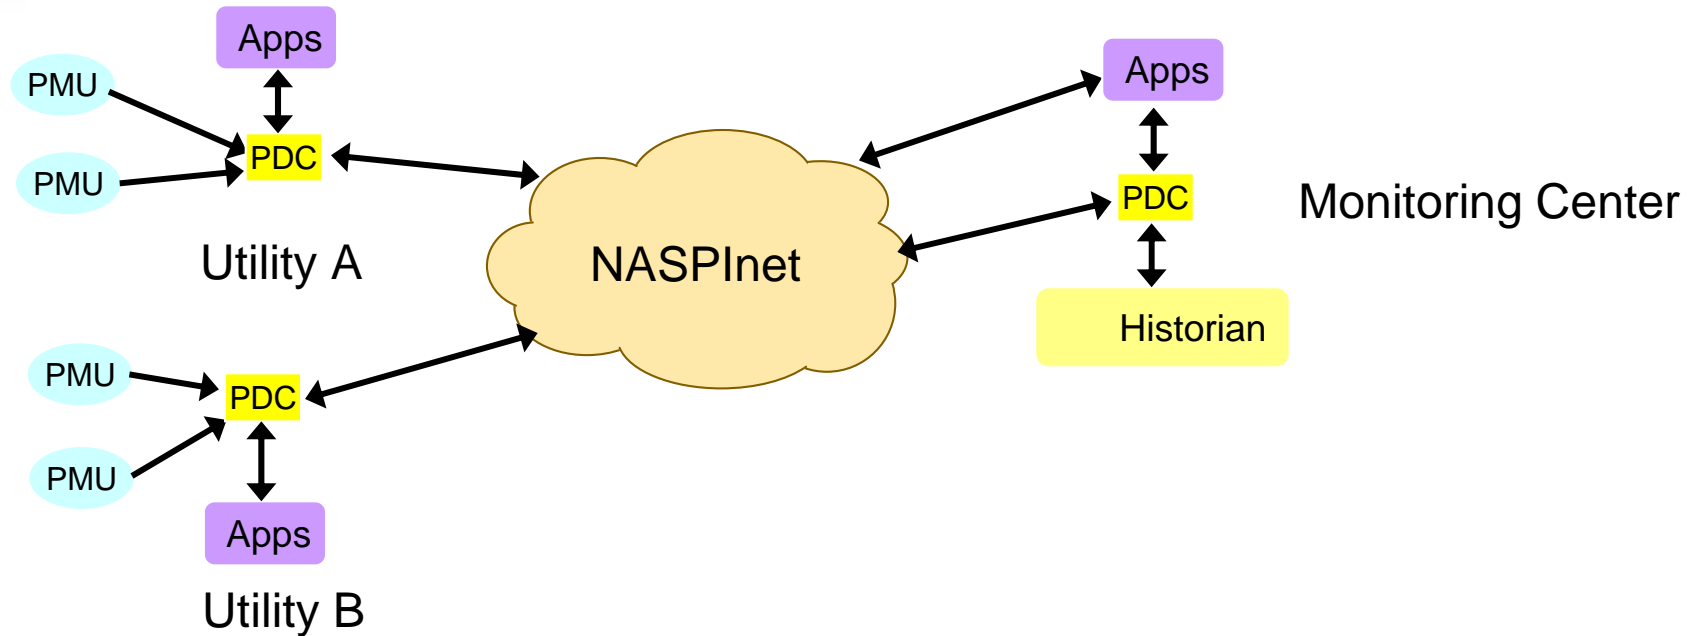 Apps
PMU
PDC
PMU
Utility A
PMU
PDC
PMU
Apps
Utility B
NASPInet
Apps
PDC
Monitoring Center
Historian